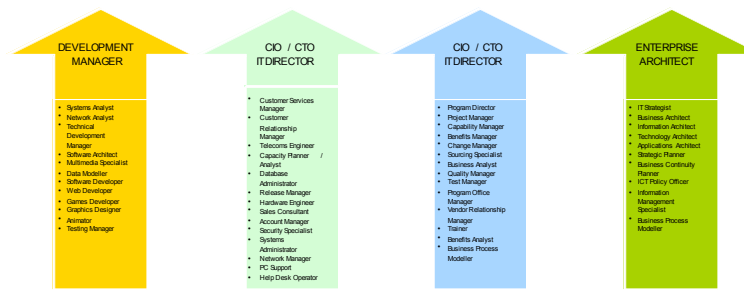 DEVELOPMENT
MANAGER
• Systems Analyst
• Network Analyst
• Technical
Development
Manager
• Software Architect
• Multimedia Specialist
• Data Modeller
• Software Developer
• Web Developer
• Games Developer
• Graphics Designer
• Animator
• Testing Manager
CIO / CTO
IT DIRECTOR
• Customer Services
Manager
• Customer
Relationship
Manager
• Telecoms Engineer
• Capacity Planner /
Analyst
• Database
Administrator
• Release Manager
• Hardware Engineer
• Sales Consultant
• Account Manager
• Security Specialist
• Systems
Administrator
• Network Manager
• PC Support
• Help Desk Operator
CIO / CTO
IT DIRECTOR
• Program Director
• Project Manager
• Capability Manager
• Benefits Manager
• Change Manager
• Sourcing Specialist
• Business Analyst
• Quality Manager
• Test Manager
• Program Office
Manager
• Vendor Relationship
Manager
• Trainer
• Benefits Analyst
• Business Process
Modeller
ENTERPRISE
ARCHITECT
• IT Strategist
• Business Architect
• Information Architect
• Technology Architect
• Applications Architect
• Strategic Planner
• Business Continuity
Planner
• ICT Policy Officer
• Information
Management
Specialist
• Business Process
Modeller